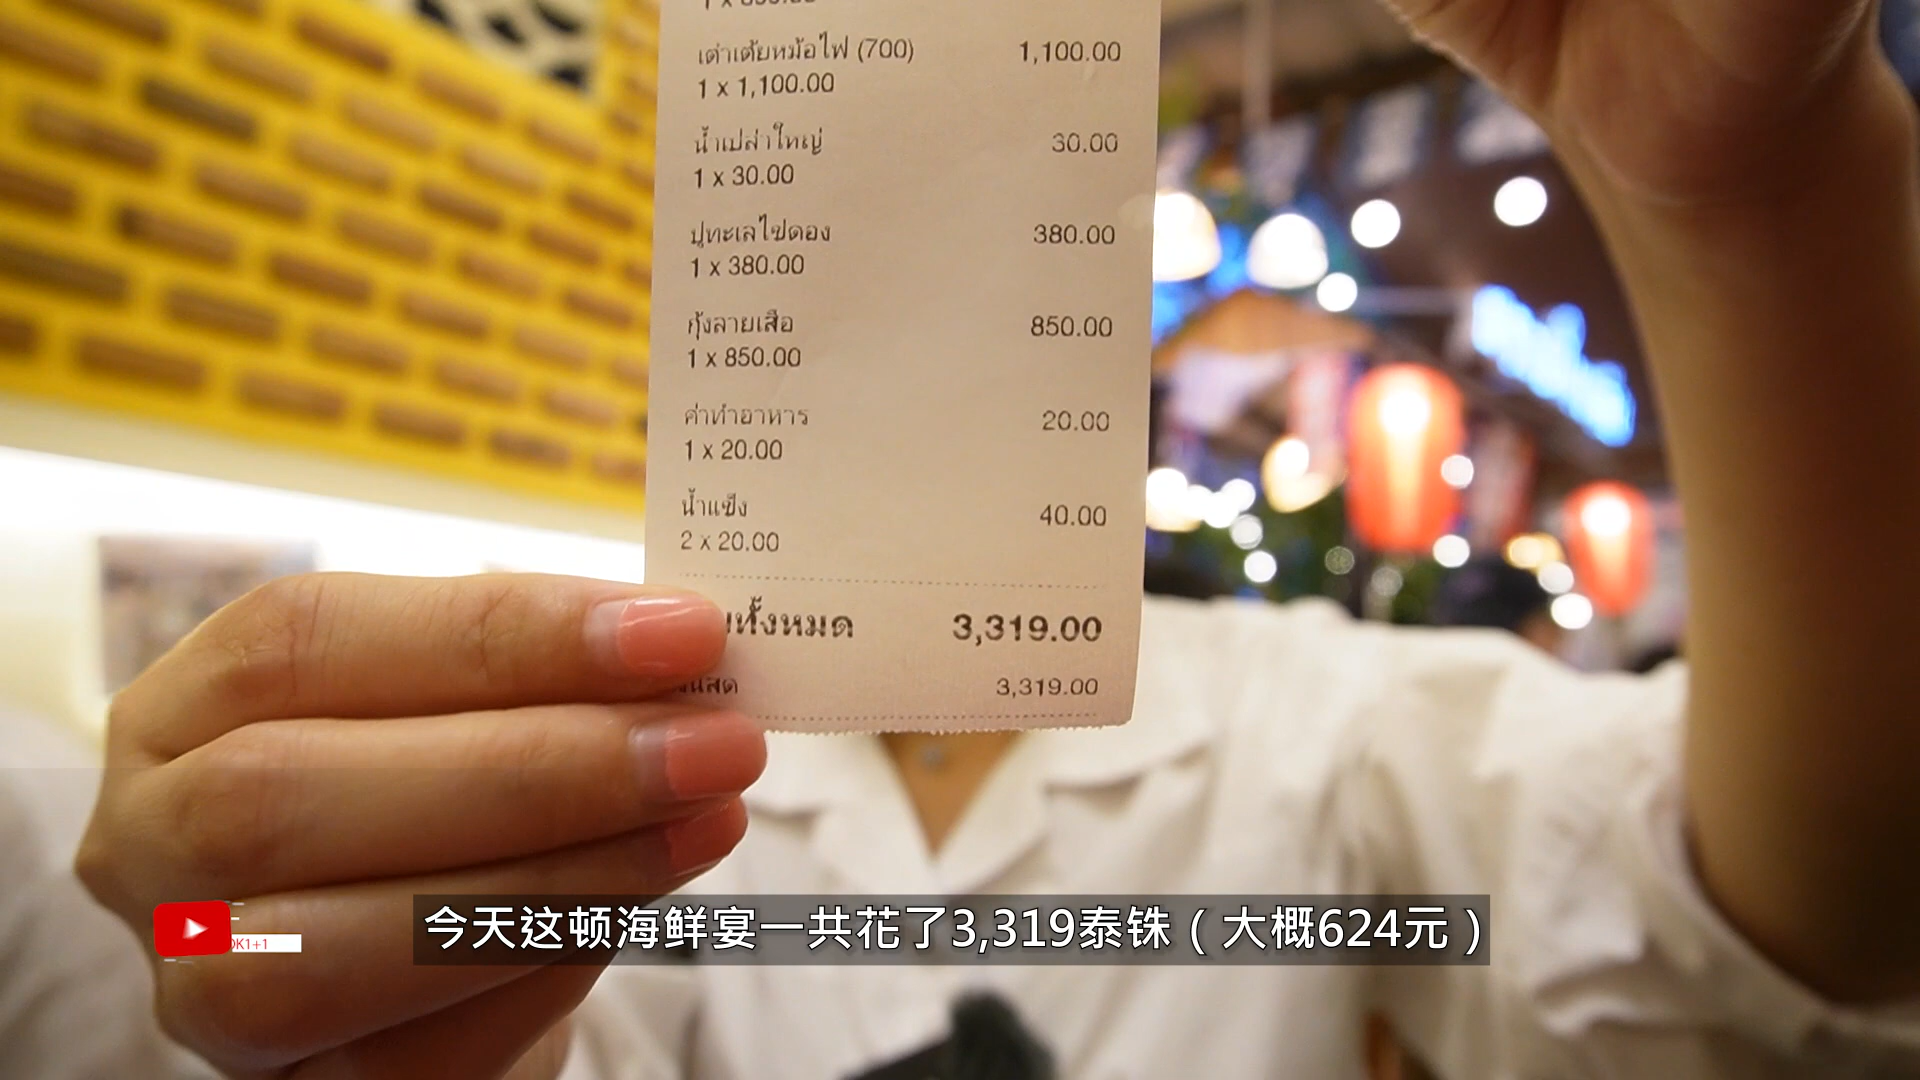 เต๋าเต้ยหม้อไฟ (700) 1,100.00
1 x 1,100.00
น้ำเปล่าใหญ่ 30.00
1 x 30.00
ปูทะเลไข่ดอง 380.00
1 x 380.00
กุ้งลายเสือ 850.00
1 x 850.00
ค่าทำอาหาร 20.00
1 x 20.00
น้ำแข็ง 40.00
2 x 20.00
ทั้งหมด 3,319.00
3,319.00
今天这顿海鲜宴一共花了3,319泰铢（大概624元）
OK1+1